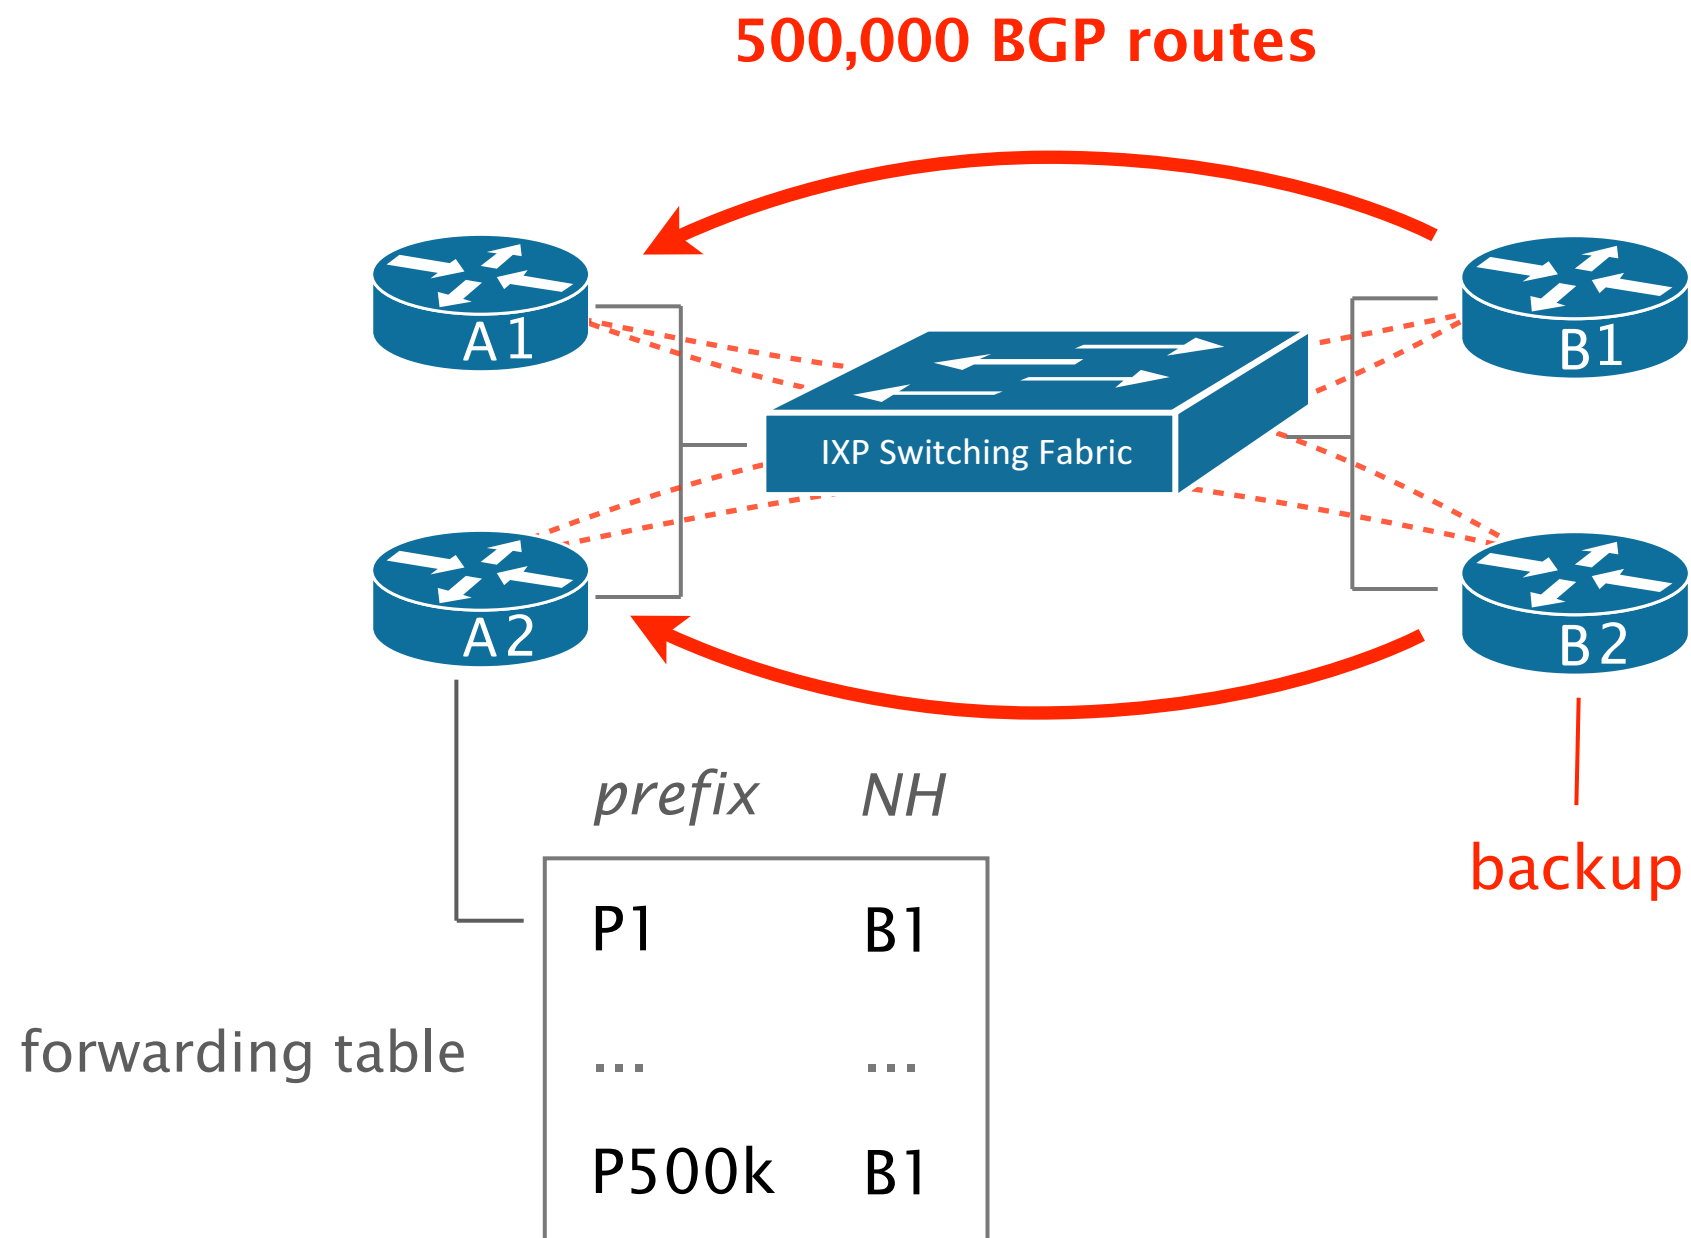 500,000 BGP routes
A1
B1
IXP Switching Fabric
A2
B2
prefix NH
backup
P1 B1
forwarding table
... ...
P500k B1